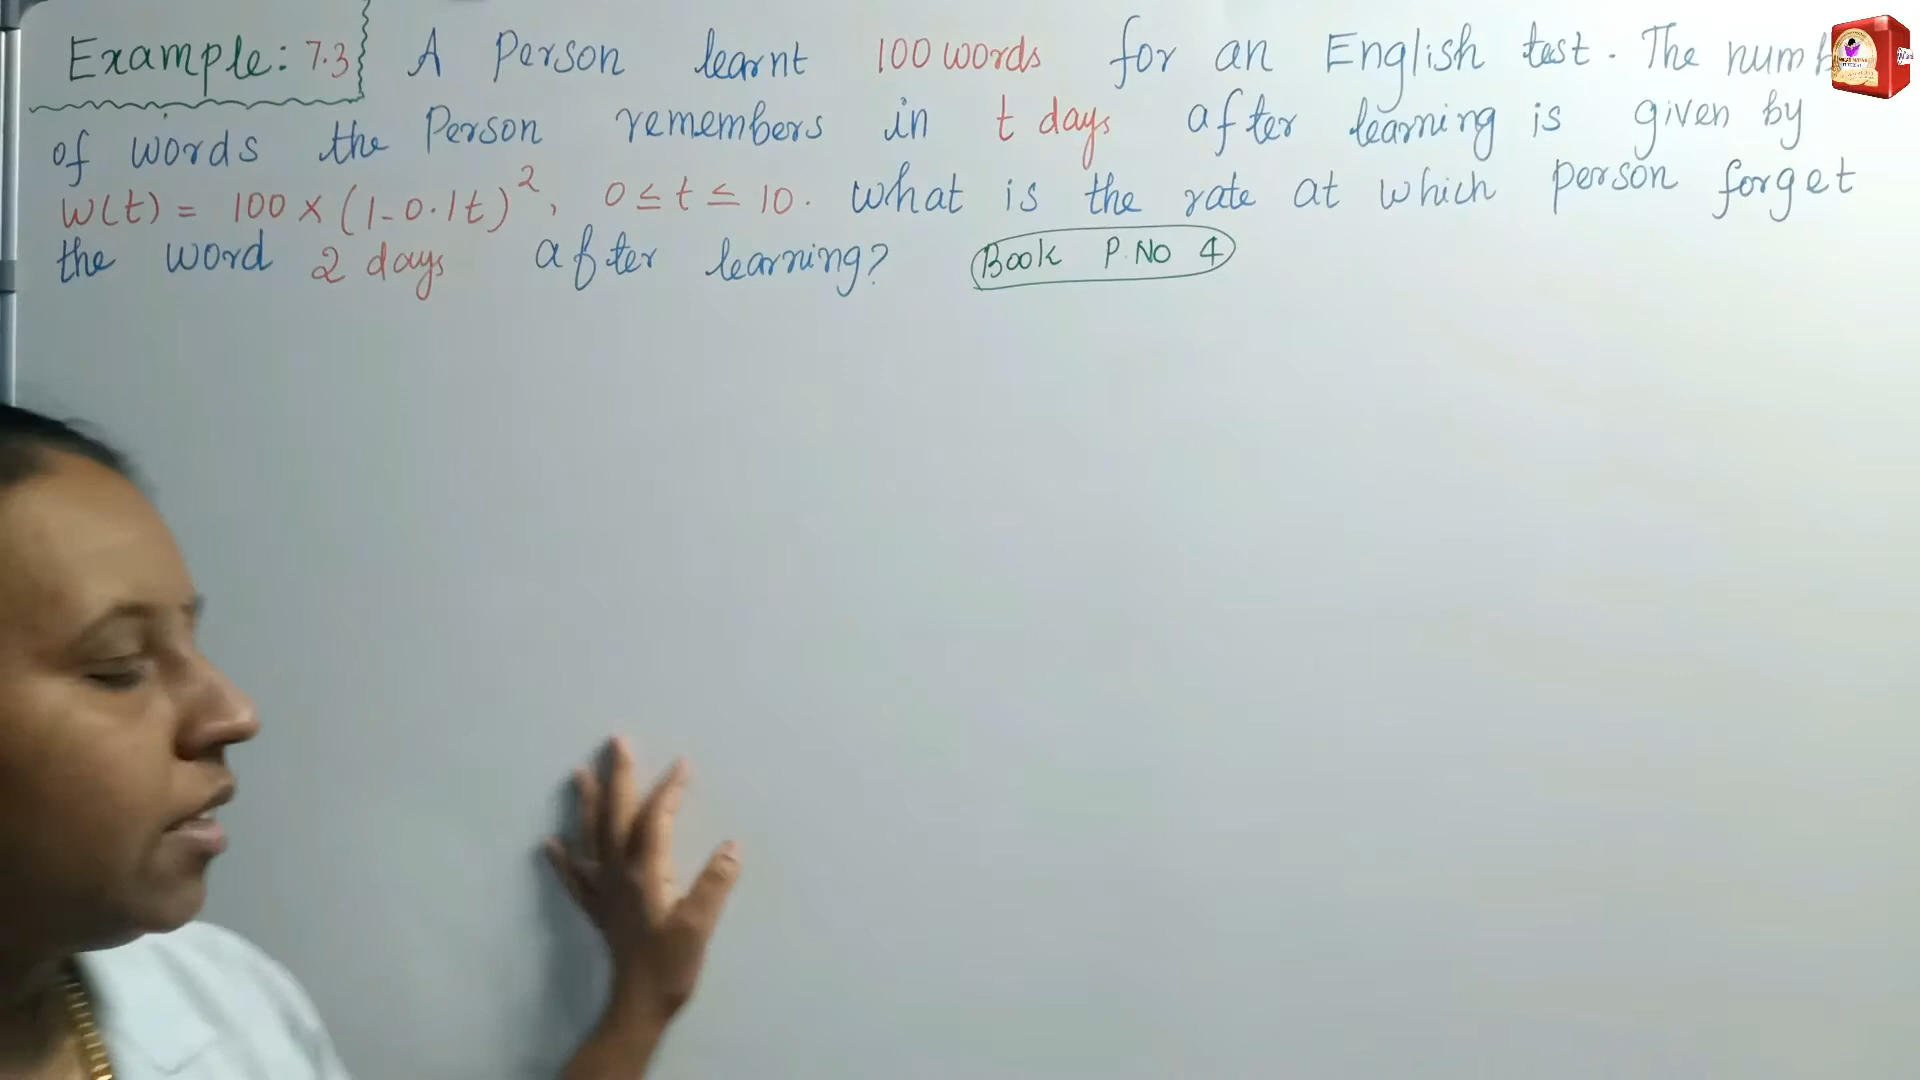 Example: 7.3 A Person learnt 100 words for an English test. The num
of words the Person remembers in t days after learning is given by
W(t) = 100 × (1-0.1t)², 0 ≤ t ≤ 10. what is the rate at which person forget
the word 2 days after learning? Book P.No 4